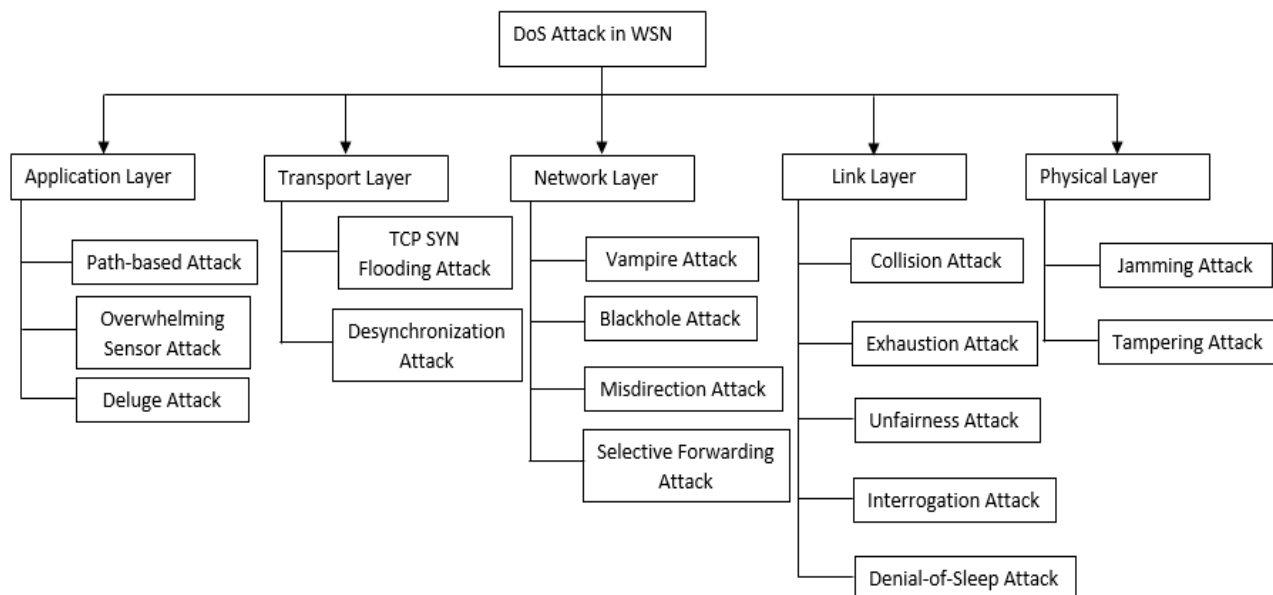 DoS Attack in WSN
Application Layer
Transport Layer
Network Layer
Link Layer
Physical Layer
Path-based Attack
Overwhelming
Sensor Attack
Deluge Attack
TCP SYN
Flooding Attack
Desynchronization
Attack
Vampire Attack
Blackhole Attack
Misdirection Attack
Selective Forwarding
Attack
Collision Attack
Exhaustion Attack
Unfairness Attack
Interrogation Attack
Denial-of-Sleep Attack
Jamming Attack
Tampering Attack